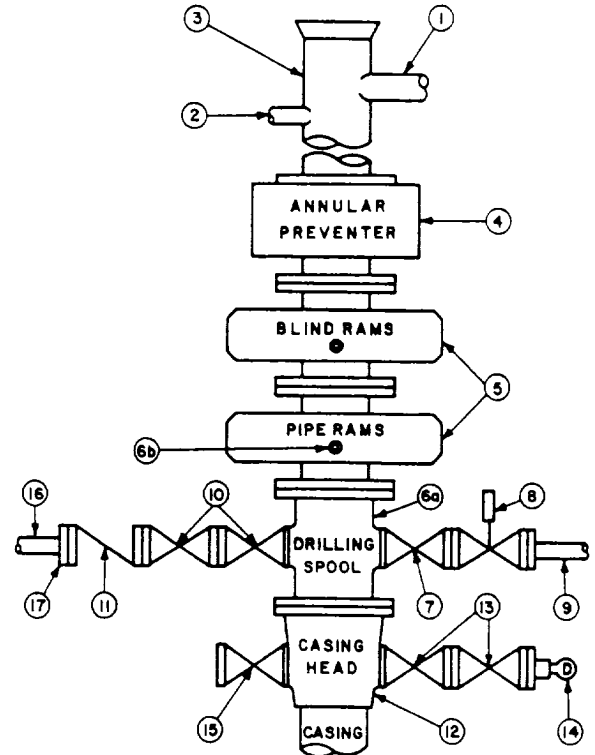 3
1
2
ANNULAR
PREVENTER
4
BLIND RAMS
5
PIPE RAMS
6b
16
10
6a
8
DRILLING
SPOOL
17
11
7
13
9
CASING
HEAD
D
15
12
14
CASING